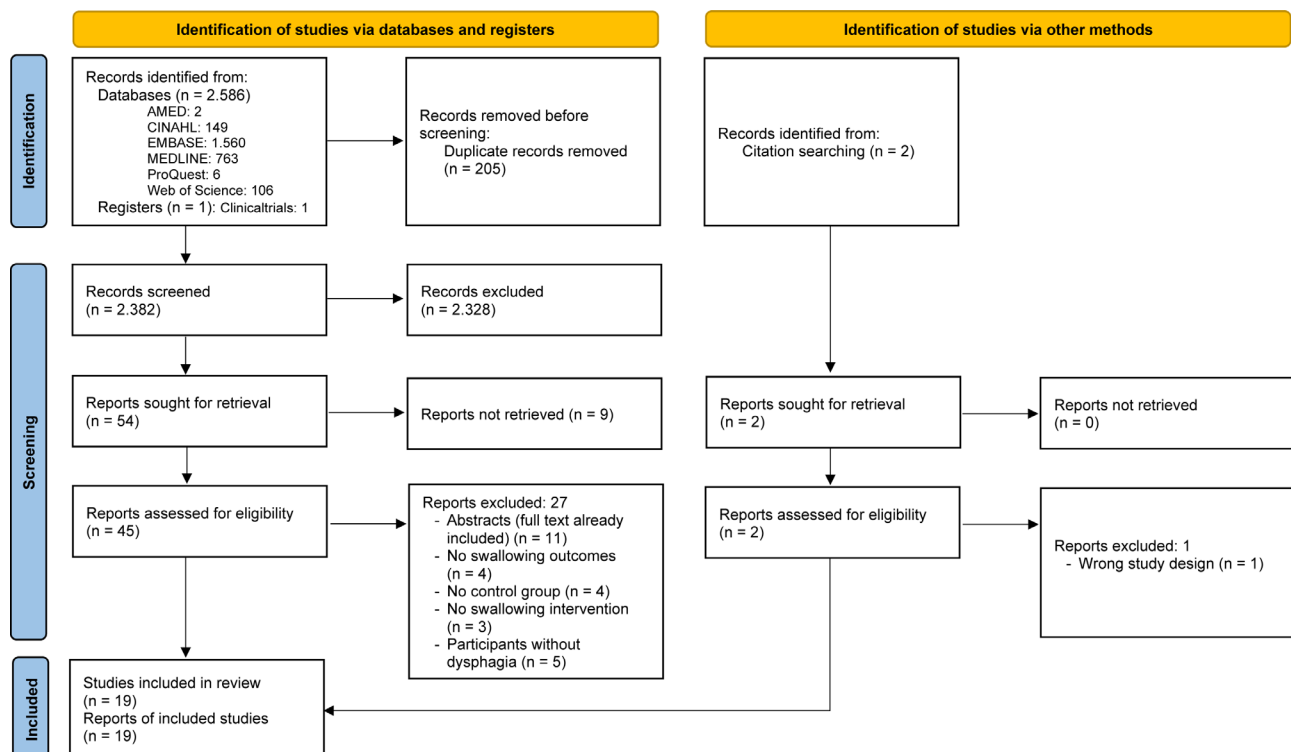 Identification of studies via databases and registers
Identification of studies via other methods
Identification
Records identified from:
Databases (n = 2.586)
AMED: 2
CINAHL: 149
EMBASE: 1.560
MEDLINE: 763
ProQuest: 6
Web of Science: 106
Registers (n = 1): Clinicaltrials: 1
Records removed before
screening:
Duplicate records removed
(n = 205)
Records identified from:
Citation searching (n = 2)
Screening
Records screened
(n = 2.382)
Records excluded
(n = 2.328)
Reports sought for retrieval
(n = 54)
Reports not retrieved (n = 9)
Reports sought for retrieval
(n = 2)
Reports not retrieved
(n = 0)
Reports assessed for eligibility
(n = 45)
Reports excluded: 27
- Abstracts (full text already
included) (n = 11)
- No swallowing outcomes
(n = 4)
- No control group (n = 4)
- No swallowing intervention
(n = 3)
- Participants without
dysphagia (n = 5)
Reports assessed for eligibility
(n = 2)
Reports excluded: 1
- Wrong study design (n = 1)
Included
Studies included in review
(n = 19)
Reports of included studies
(n = 19)